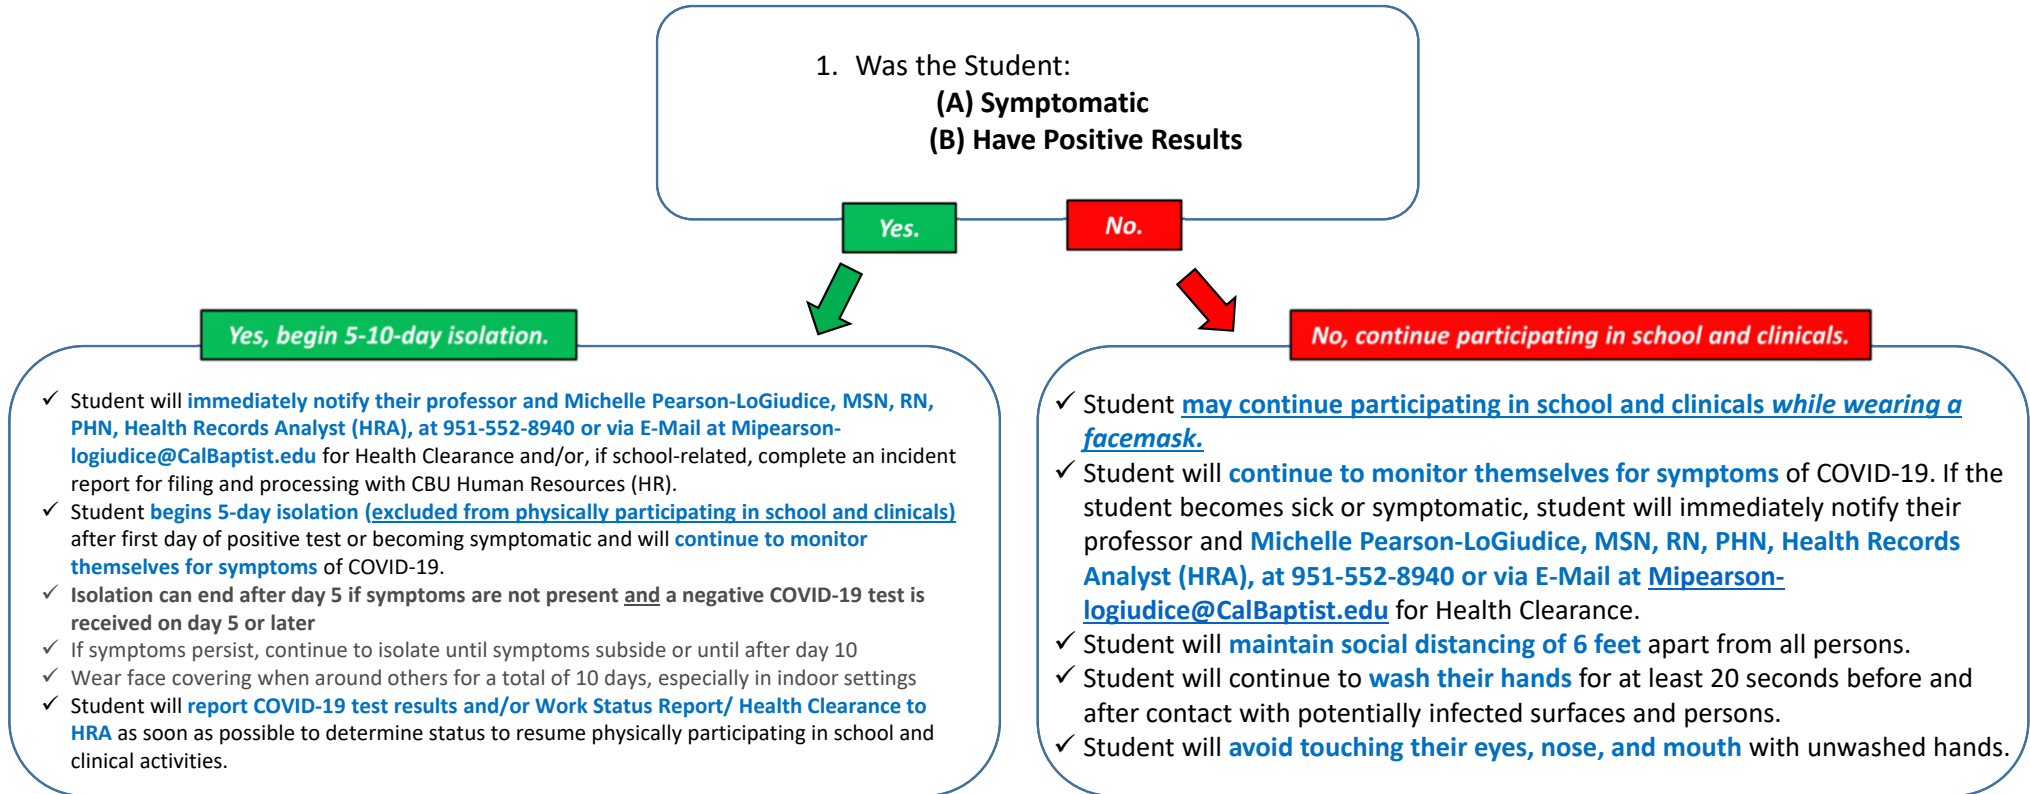 1. Was the Student:
(A) Symptomatic
(B) Have Positive Results
Yes.
No.
Yes, begin 5-10-day isolation.
✓ Student will immediately notify their professor and Michelle Pearson-LoGiudice, MSN, RN,
PHN, Health Records Analyst (HRA), at 951-552-8940 or via E-Mail at Mipearson-
logiudice@CalBaptist.edu for Health Clearance and/or, if school-related, complete an incident
report for filing and processing with CBU Human Resources (HR).
✓ Student begins 5-day isolation (excluded from physically participating in school and clinicals)
after first day of positive test or becoming symptomatic and will continue to monitor
themselves for symptoms of COVID-19.
✓ Isolation can end after day 5 if symptoms are not present and a negative COVID-19 test is
received on day 5 or later
✓ If symptoms persist, continue to isolate until symptoms subside or until after day 10
✓ Wear face covering when around others for a total of 10 days, especially in indoor settings
✓ Student will report COVID-19 test results and/or Work Status Report/ Health Clearance to
HRA as soon as possible to determine status to resume physically participating in school and
clinical activities.
No, continue participating in school and clinicals.
✓ Student may continue participating in school and clinicals while wearing a
facemask.
✓ Student will continue to monitor themselves for symptoms of COVID-19. If the
student becomes sick or symptomatic, student will immediately notify their
professor and Michelle Pearson-LoGiudice, MSN, RN, PHN, Health Records
Analyst (HRA), at 951-552-8940 or via E-Mail at Mipearson-
logiudice@CalBaptist.edu for Health Clearance.
✓ Student will maintain social distancing of 6 feet apart from all persons.
✓ Student will continue to wash their hands for at least 20 seconds before and
after contact with potentially infected surfaces and persons.
✓ Student will avoid touching their eyes, nose, and mouth with unwashed hands.